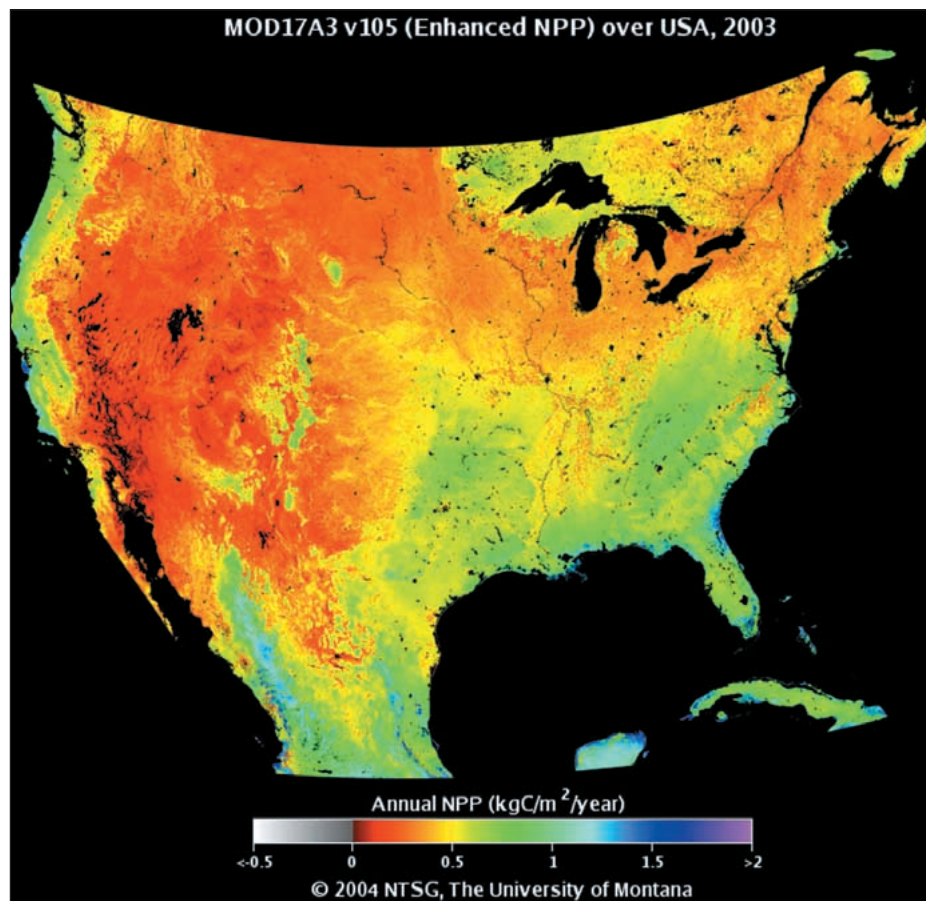 MOD17A3 v105 (Enhanced NPP) over USA, 2003
Annual NPP (kgC/m²/year)
<-0.5 0 0.5 1 1.5 >2
© 2004 NTSG, The University of Montana